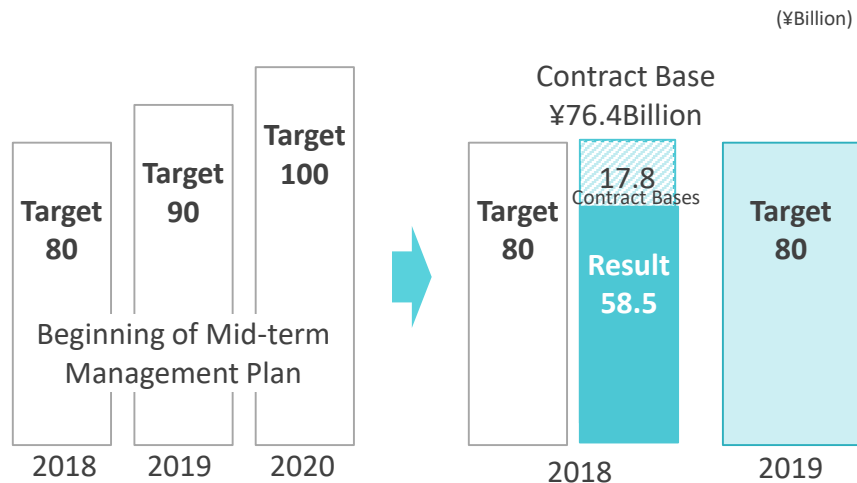 (¥Billion)
Target
80
Target
90
Target
100
Beginning of Mid-term
Management Plan
2018
2019
2020
Contract Base
¥76.4Billion
Target
80
17.8
Contract Bases
Result
58.5
Target
80
2018
2019